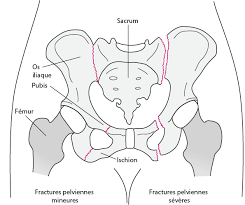 Sacrum
Os
iliaque
Pubis
Fémur
Ischion
Fractures pelviennes
mineures
Fractures pelviennes
sévères